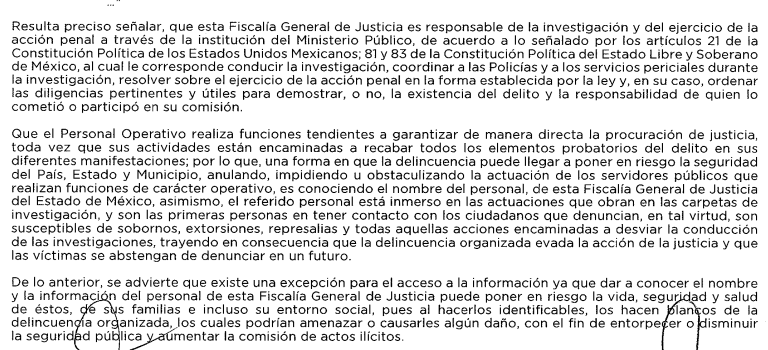 ..."
Resulta preciso señalar, que esta Fiscalía General de Justicia es responsable de la investigación y del ejercicio de la
acción penal a través de la institución del Ministerio Público, de acuerdo a lo señalado por los artículos 21 de la
Constitución Política de los Estados Unidos Mexicanos; 81 y 83 de la Constitución Política del Estado Libre y Soberano
de México, al cual le corresponde conducir la investigación, coordinar a las Policías y a los servicios periciales durante
la investigación, resolver sobre el ejercicio de la acción penal en la forma establecida por la ley y, en su caso, ordenar
las diligencias pertinentes y útiles para demostrar, o no, la existencia del delito y la responsabilidad de quien lo
cometió o participó en su comisión.
Que el Personal Operativo realiza funciones tendientes a garantizar de manera directa la procuración de justicia,
toda vez que sus actividades están encaminadas a recabar todos los elementos probatorios del delito en sus
diferentes manifestaciones; por lo que, una forma en que la delincuencia puede llegar a poner en riesgo la seguridad
del País, Estado y Municipio, anulando, impidiendo u obstaculizando la actuación de los servidores públicos que
realizan funciones de carácter operativo, es conociendo el nombre del personal, de esta Fiscalía General de Justicia
del Estado de México, asimismo, el referido personal está inmerso en las actuaciones que obran en las carpetas de
investigación, y son las primeras personas en tener contacto con los ciudadanos que denuncian, en tal virtud, son
susceptibles de sobornos, extorsiones, represalias y todas aquellas acciones encaminadas a desviar la conducción
de las investigaciones, trayendo en consecuencia que la delincuencia organizada evada la acción de la justicia y que
las víctimas se abstengan de denunciar en un futuro.
De lo anterior, se advierte que existe una excepción para el acceso a la información ya que dar a conocer el nombre
y la información del personal de esta Fiscalía General de Justicia puede poner en riesgo la vida, seguridad y salud
de éstos, de sus familias e incluso su entorno social, pues al hacerlos identificables, los hacen blancos de la
delincuencia organizada, los cuales podrían amenazar o causarles algún daño, con el fin de entorpecer o disminuir
la seguridad pública y aumentar la comisión de actos ilícitos.